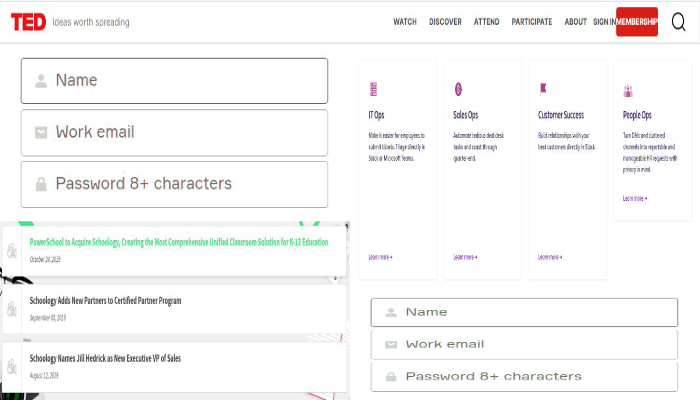 TED Ideas worth spreading WATCH DISCOVER ATTEND PARTICIPATE ABOUT SIGN IN MEMBERSHIP
Name
Work email
Password 8+ characters
IT Ops
Make it easier for employees to
submit tickets. Triage directly in
Slack or Microsoft Teams.
Learn more →
Sales Ops
Automate tedious deal desk
tasks and coast through
quarter-end.
Learn more →
Customer Success
Build relationships with your
best customers directly in Slack.
Learn more →
People Ops
Turn DMs and cluttered
channels into reportable and
manageable HR requests with
privacy in mind.
Learn more →
PowerSchool to Acquire Schoology, Creating the Most Comprehensive Unified Classroom Solution for K-12 Education
October 24, 2019
Schoology Adds New Partners to Certified Partner Program
Schoology Names Jill Hedrick as New Executive VP of Sales
August 12, 2019
Name
Work email
Password 8+ characters